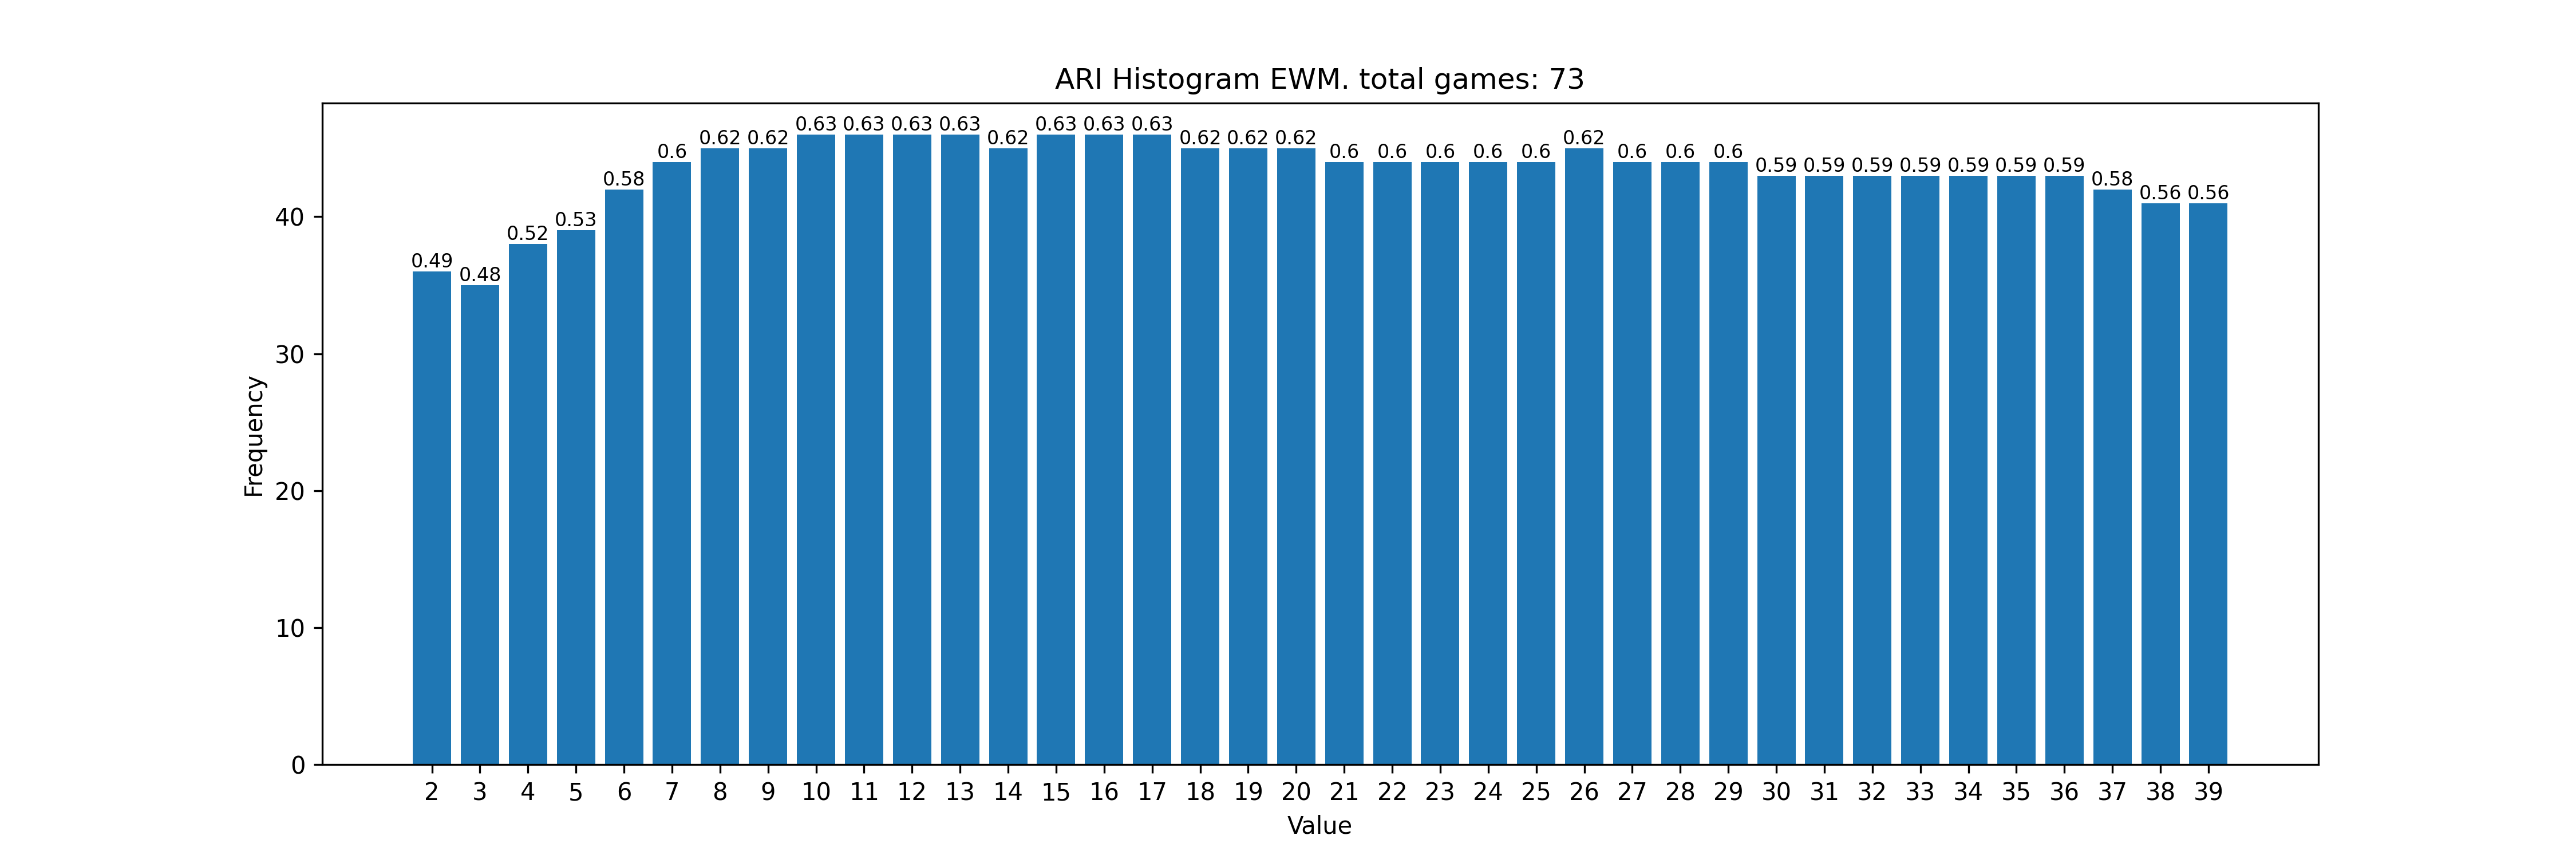 ARI Histogram EWM. total games: 73
0.49 0.48 0.52 0.53 0.58 0.6 0.62 0.62 0.63 0.63 0.63 0.63 0.62 0.63 0.63 0.63 0.62 0.62 0.62 0.6 0.6 0.6 0.6 0.6 0.62 0.6 0.6 0.6 0.59 0.59 0.59 0.59 0.59 0.59 0.59 0.58 0.56 0.56
Frequency
40
30
20
10
0
2 3 4 5 6 7 8 9 10 11 12 13 14 15 16 17 18 19 20 21 22 23 24 25 26 27 28 29 30 31 32 33 34 35 36 37 38 39
Value